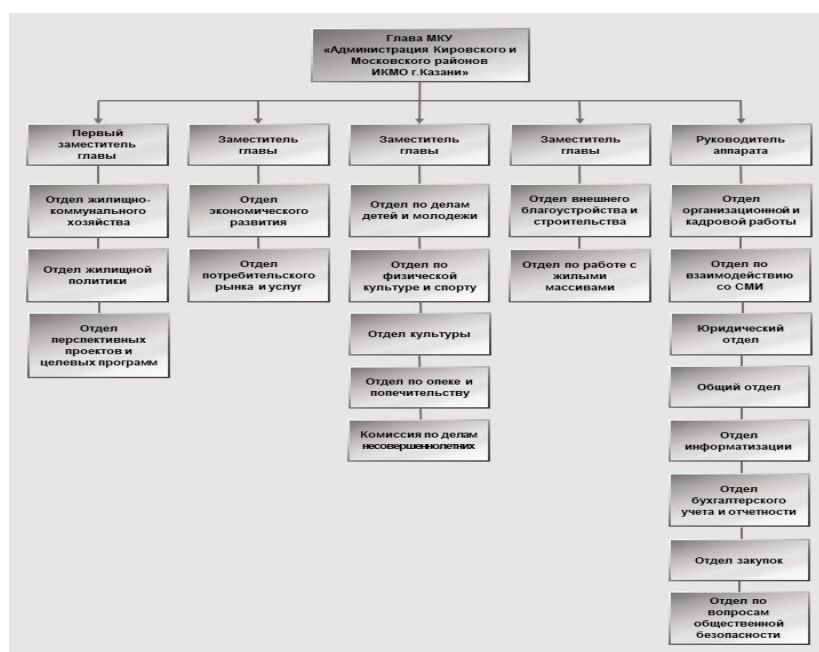 Глава МКУ
«Администрация Кировского и
Московского районов
ИКМО г.Казани»
Первый
заместитель
главы
Отдел жилищно-
коммунального
хозяйства
Отдел жилищной
политики
Отдел
перспективных
проектов и
целевых программ
Заместитель
главы
Отдел
экономического
развития
Отдел
потребительского
рынка и услуг
Заместитель
главы
Отдел по делам
детей и молодежи
Отдел по
физической
культуре и спорту
Отдел культуры
Отдел по опеке и
попечительству
Комиссия по делам
несовершеннолетних
Заместитель
главы
Отдел внешнего
благоустройства и
строительства
Отдел по работе с
жилыми
массивами
Руководитель
аппарата
Отдел
организационной и
кадровой работы
Отдел по
взаимодействию
со СМИ
Юридический
отдел
Общий отдел
Отдел
информатизации
Отдел
бухгалтерского
учета и отчетности
Отдел закупок
Отдел по
вопросам
общественной
безопасности